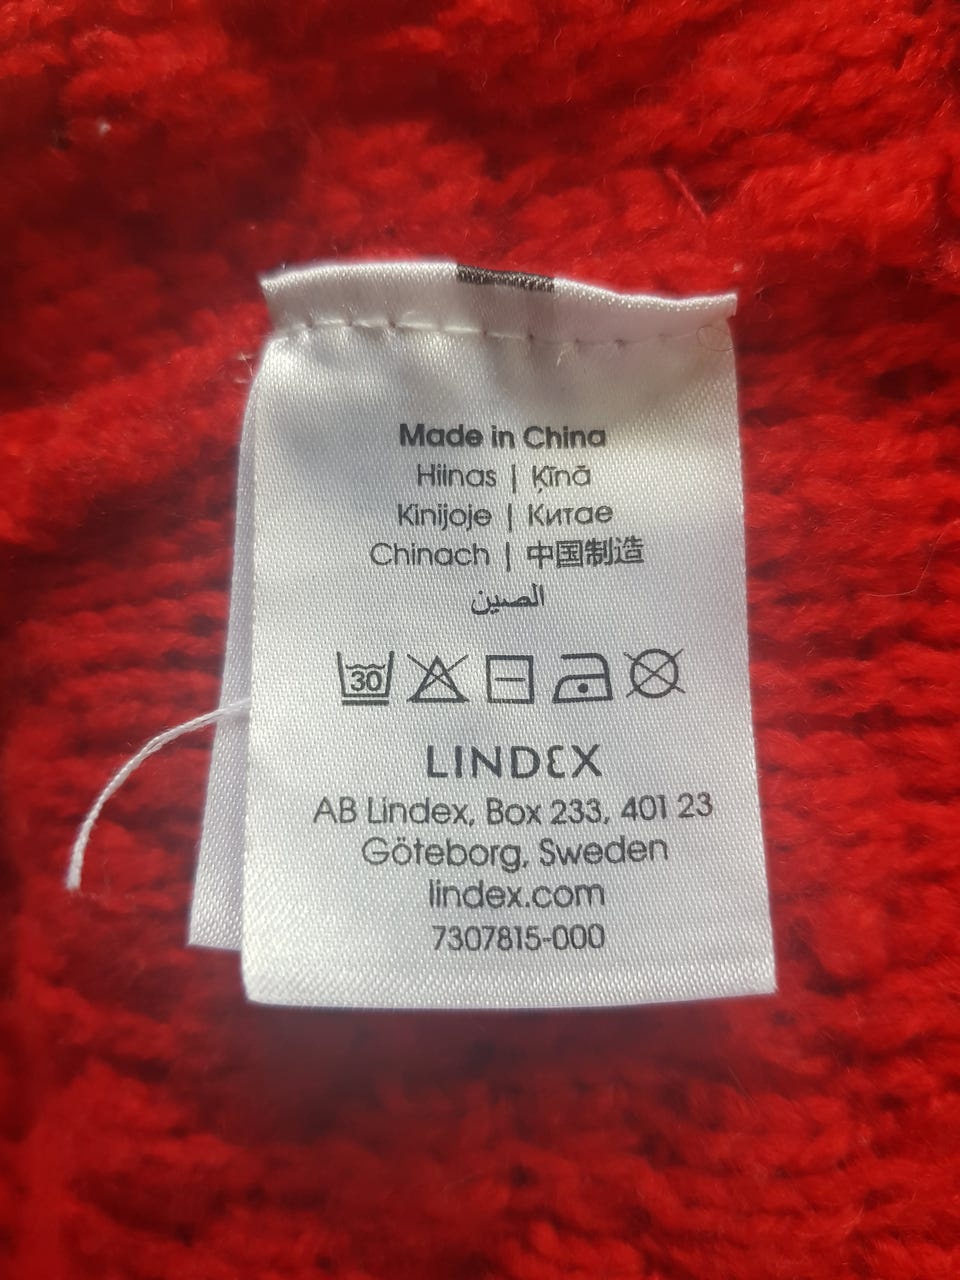 Made in China
Hiinas | Ķīnā
Kinijoje | Китае
Chinach | 中国制造
الصين
30
LINDEX
AB Lindex, Box 233, 401 23
Göteborg, Sweden
lindex.com
7307815-000